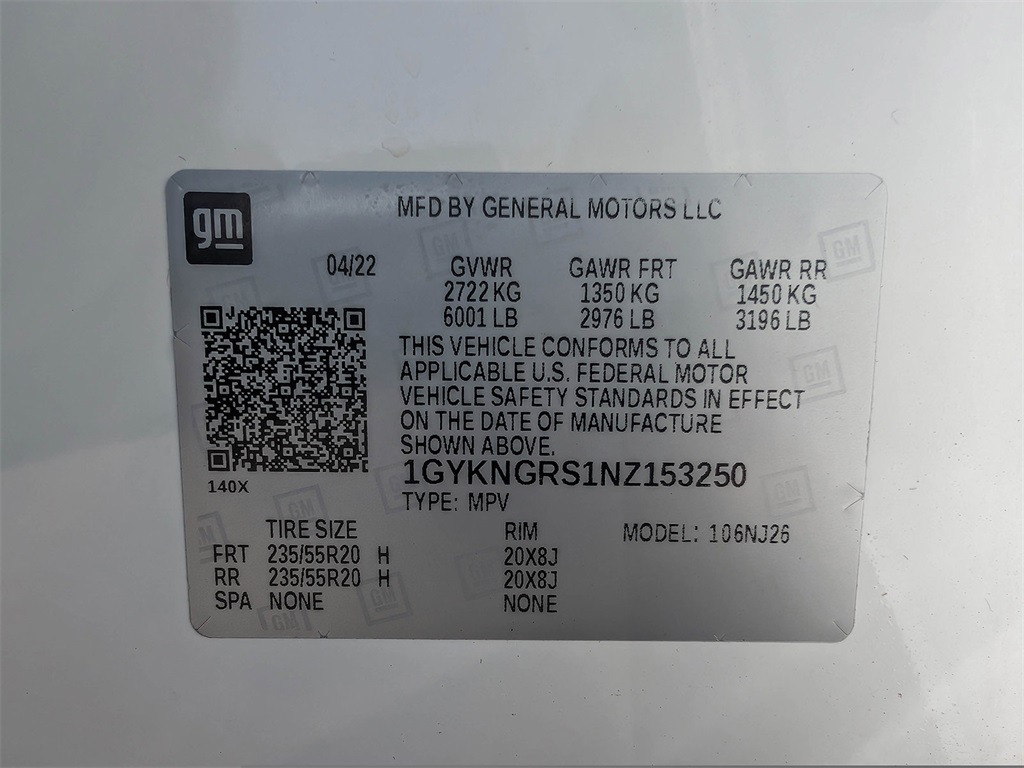 gm
MFD BY GENERAL MOTORS LLC
04/22 GVWR GAWR FRT GAWR RR
2722 KG 1350 KG 1450 KG
6001 LB 2976 LB 3196 LB
THIS VEHICLE CONFORMS TO ALL
APPLICABLE U.S. FEDERAL MOTOR
VEHICLE SAFETY STANDARDS IN EFFECT
ON THE DATE OF MANUFACTURE
SHOWN ABOVE.
1GYKNGRS1NZ153250
140X
TYPE: MPV
TIRE SIZE RIM MODEL: 106NJ26
FRT 235/55R20 H 20X8J
RR 235/55R20 H 20X8J
SPA NONE NONE